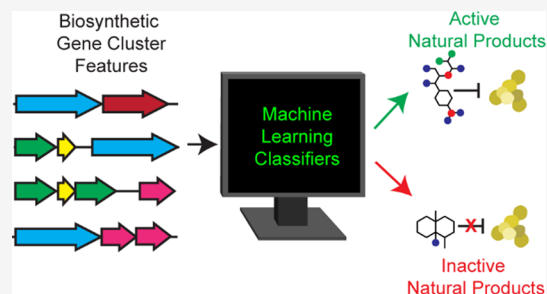 Biosynthetic
Gene Cluster
Features
Machine
Learning
Classifiers
Active
Natural Products
X
Inactive
Natural Products